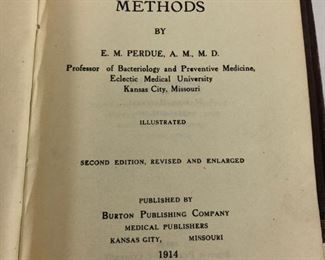 METHODS
BY
E. M. PERDUE, A. M., M. D.
Professor of Bacteriology and Preventive Medicine,
Eclectic Medical University
Kansas City, Missouri
ILLUSTRATED
SECOND EDITION, REVISED AND ENLARGED
PUBLISHED BY
BURTON PUBLISHING COMPANY
MEDICAL PUBLISHERS
KANSAS CITY, MISSOURI
1914